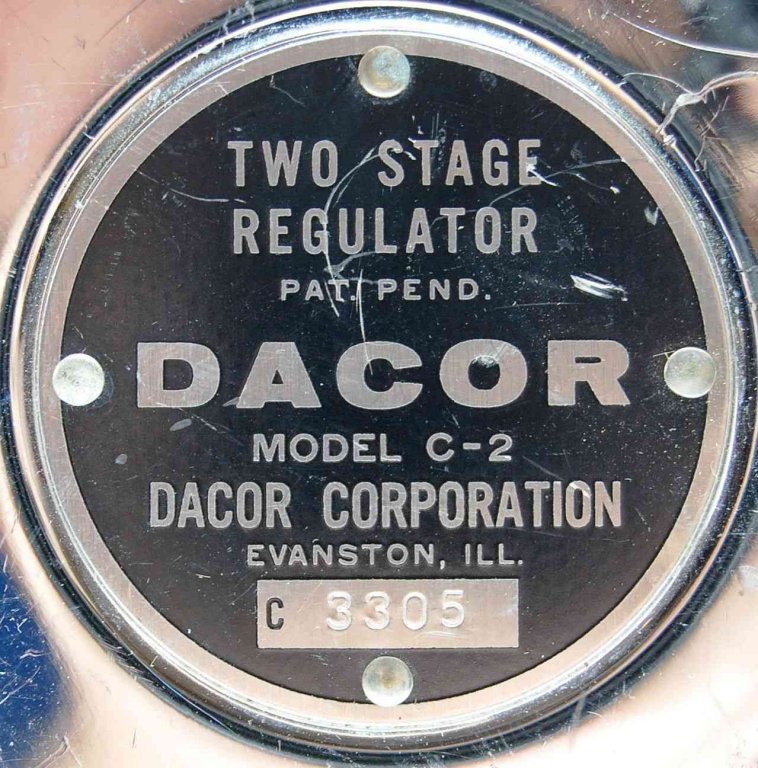 TWO STAGE
REGULATOR
PAT. PEND.
DACOR
MODEL C-2
DACOR CORPORATION
EVANSTON, ILL.
C 3305